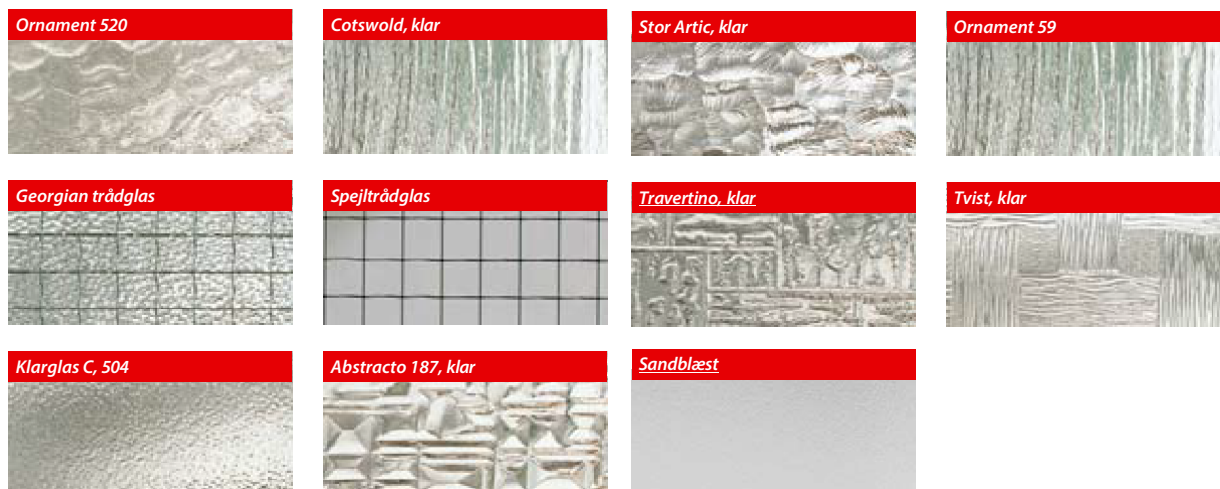 Ornament 520
Cotswold, klar
Stor Artic, klar
Ornament 59
Georgian trådglas
Spejltrådglas
Travertino, klar
Tvist, klar
Klarglas C, 504
Abstracto 187, klar
Sandblæst